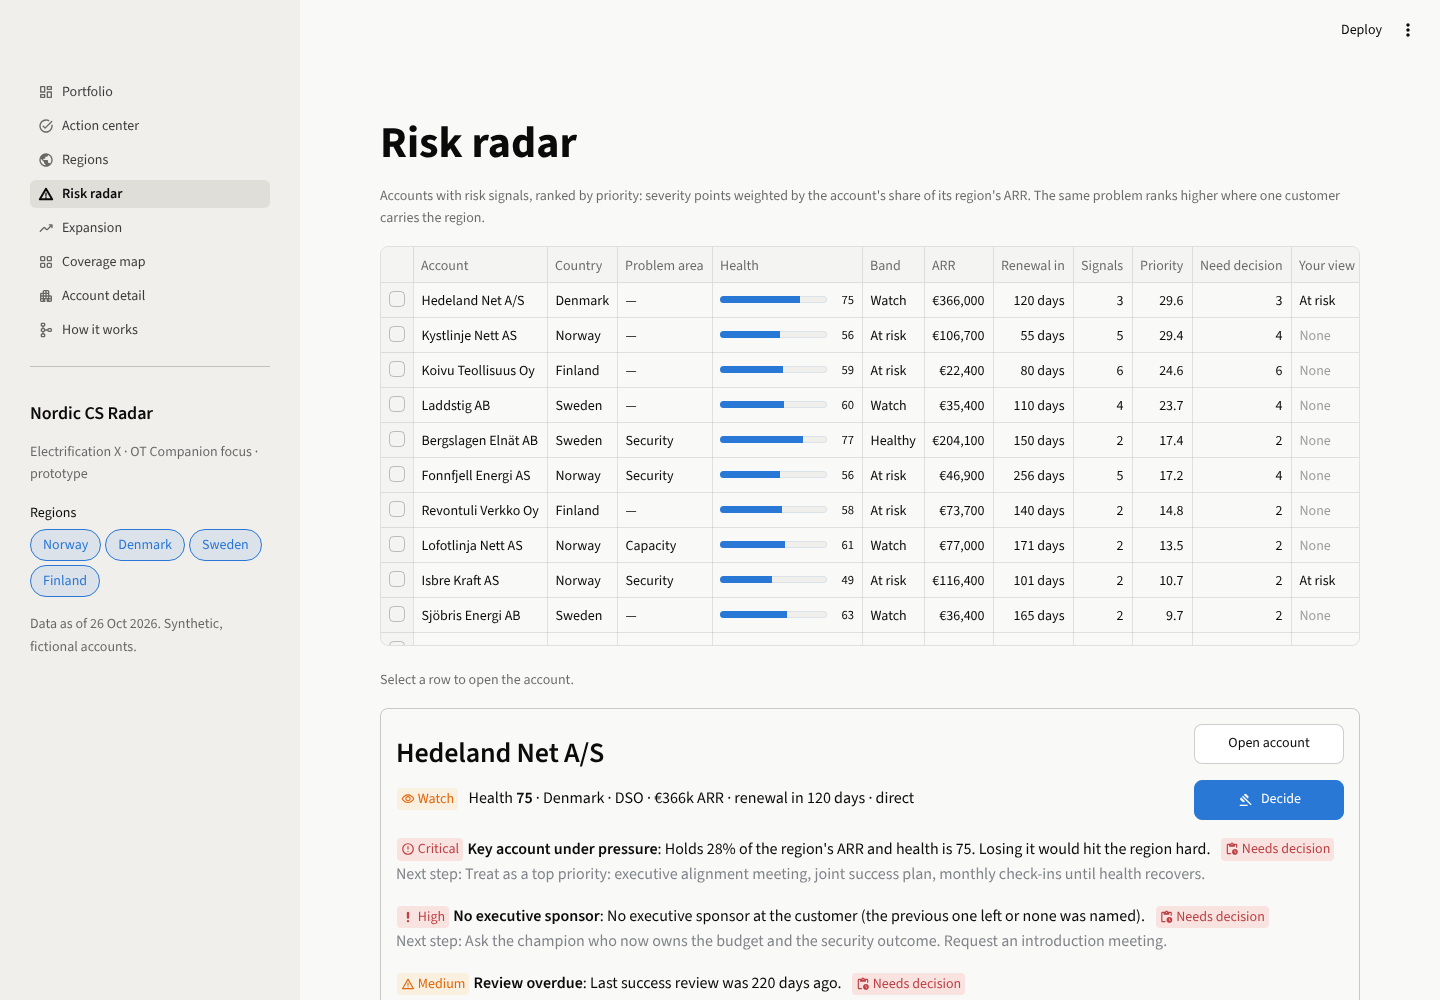 Deploy
Portfolio
Action center
Regions
Risk radar
Expansion
Coverage map
Account detail
How it works
Nordic CS Radar
Electrification X · OT Companion focus ·
prototype
Regions
Norway Denmark Sweden
Finland
Data as of 26 Oct 2026. Synthetic,
fictional accounts.
Risk radar
Accounts with risk signals, ranked by priority: severity points weighted by the account's share of its region's ARR. The same problem ranks higher where one customer
carries the region.
Account Country Problem area Health Band ARR Renewal in Signals Priority Need decision Your view
Hedeland Net A/S Denmark — 75 Watch €366,000 120 days 3 29.6 3 At risk
Kystlinje Nett AS Norway — 56 At risk €106,700 55 days 5 29.4 4 None
Koivu Teollisuus Oy Finland — 59 At risk €22,400 80 days 6 24.6 6 None
Laddstig AB Sweden — 60 Watch €35,400 110 days 4 23.7 4 None
Bergslagen Elnät AB Sweden Security 77 Healthy €204,100 150 days 2 17.4 2 None
Fonnfjell Energi AS Norway Security 56 At risk €46,900 256 days 5 17.2 4 None
Revontuli Verkko Oy Finland — 58 At risk €73,700 140 days 2 14.8 2 None
Lofotlinja Nett AS Norway Capacity 61 Watch €77,000 171 days 2 13.5 2 None
Isbre Kraft AS Norway Security 49 At risk €116,400 101 days 2 10.7 2 At risk
Sjöbris Energi AB Sweden — 63 Watch €36,400 165 days 2 9.7 2 None
Select a row to open the account.
Hedeland Net A/S
Open account
Watch Health 75 · Denmark · DSO · €366k ARR · renewal in 120 days · direct
Decide
Critical Key account under pressure: Holds 28% of the region's ARR and health is 75. Losing it would hit the region hard. Needs decision
Next step: Treat as a top priority: executive alignment meeting, joint success plan, monthly check-ins until health recovers.
High No executive sponsor: No executive sponsor at the customer (the previous one left or none was named). Needs decision
Next step: Ask the champion who now owns the budget and the security outcome. Request an introduction meeting.
Medium Review overdue: Last success review was 220 days ago. Needs decision